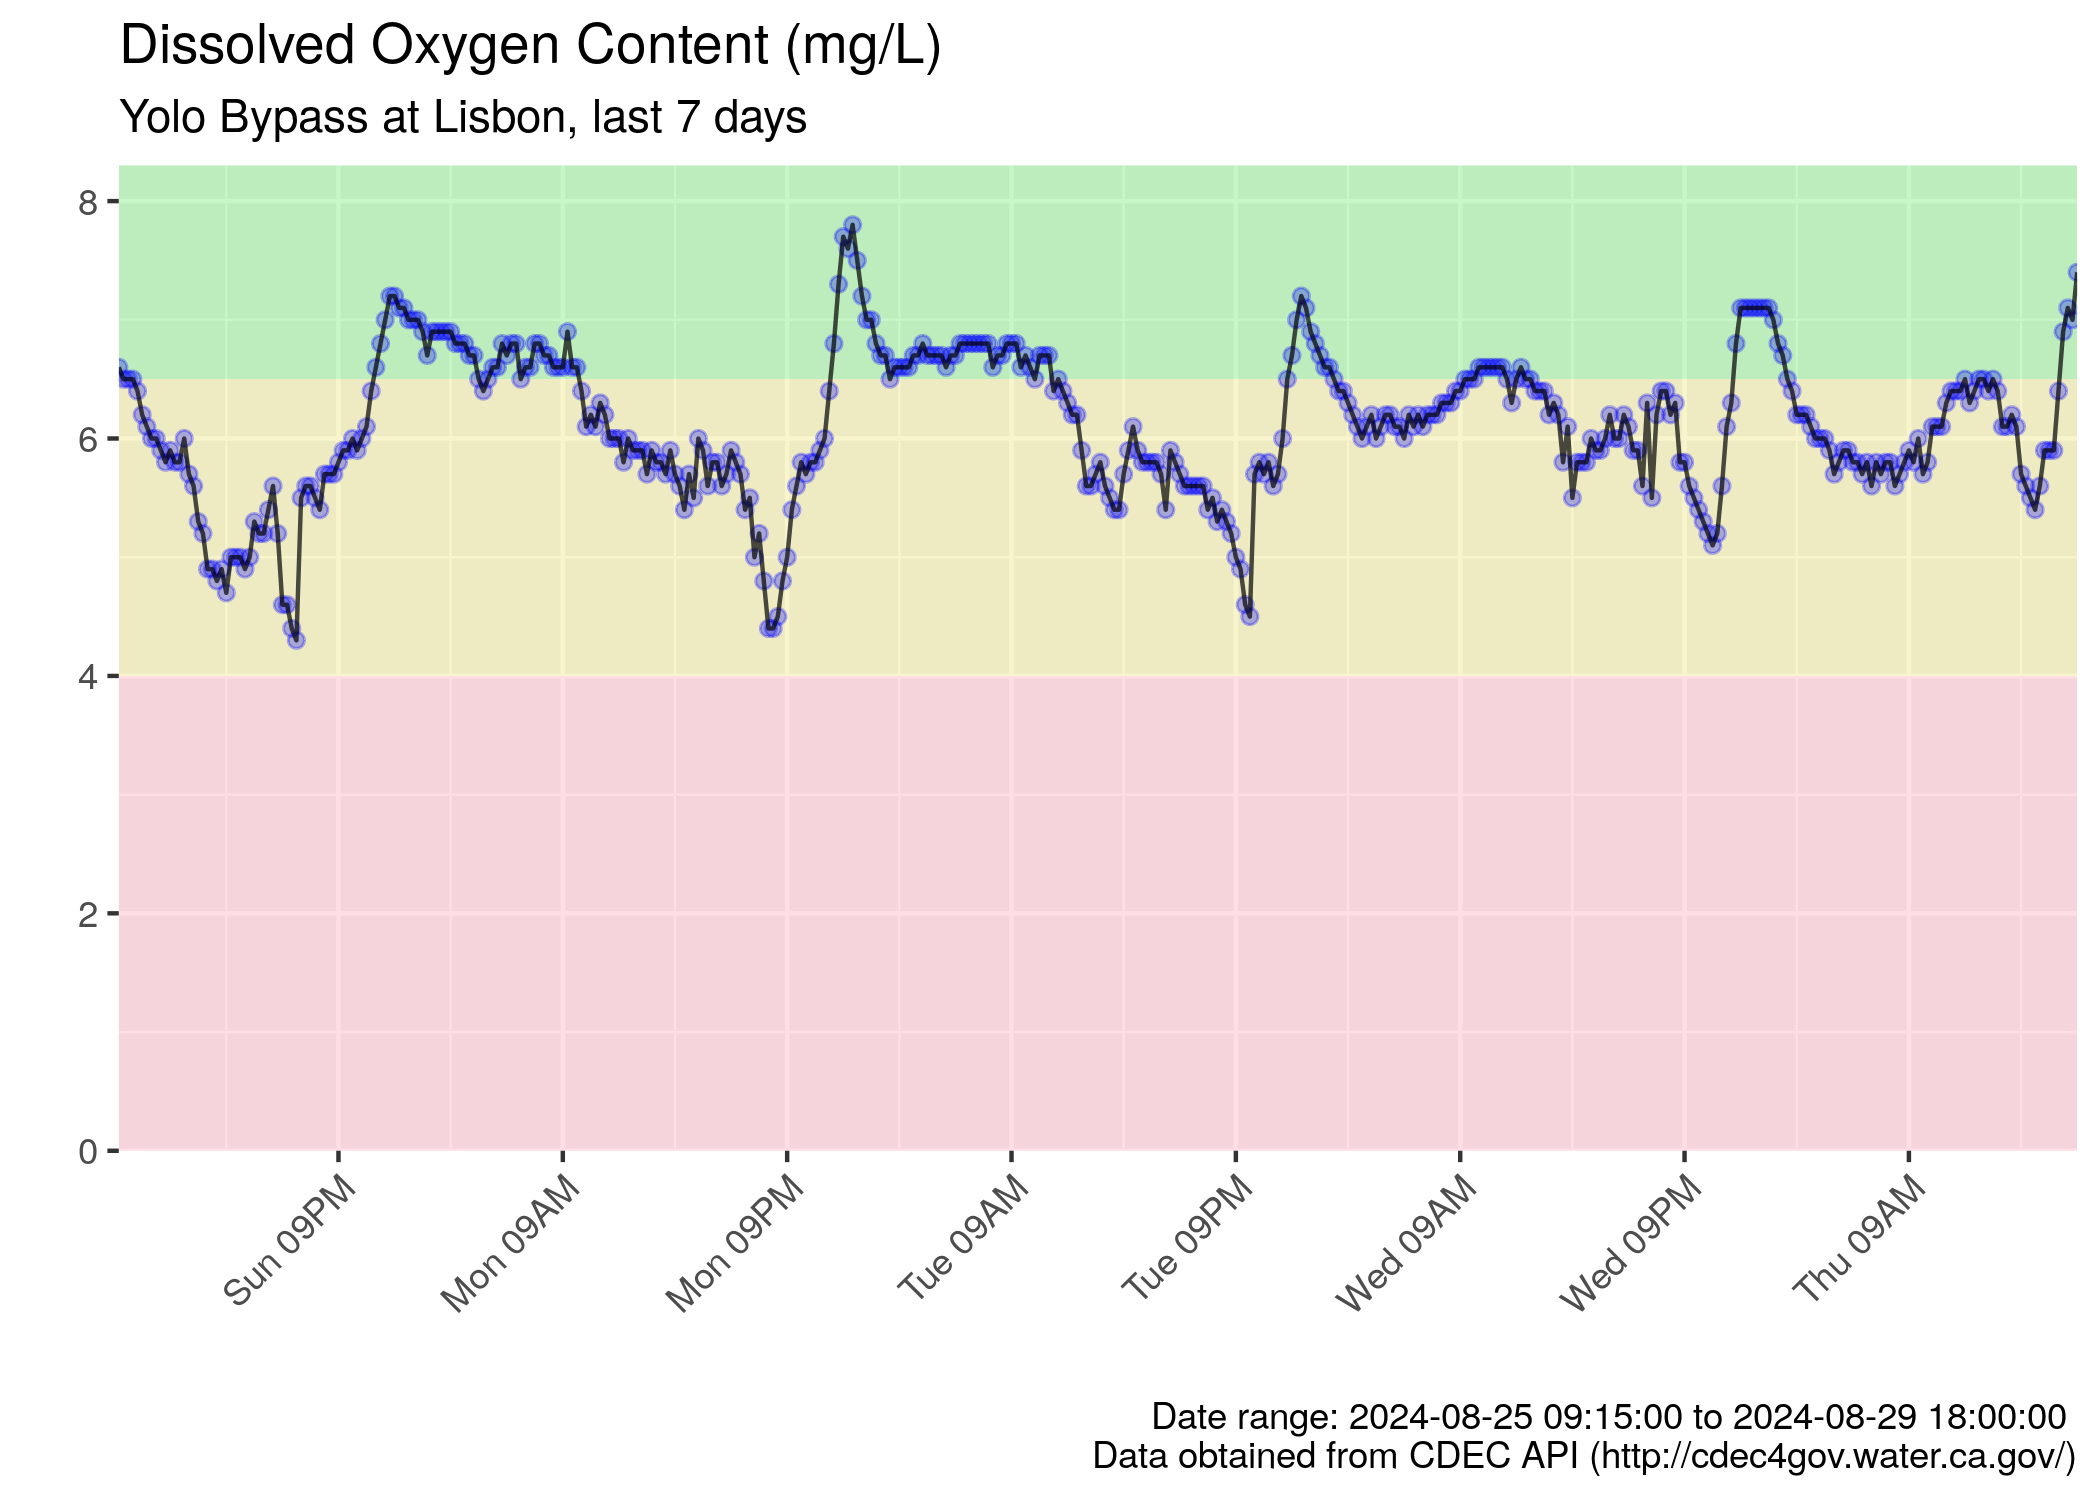 Dissolved Oxygen Content (mg/L)
Yolo Bypass at Lisbon, last 7 days
8
6
4
2
0
Sun 09PM
Mon 09AM
Mon 09PM
Tue 09AM
Tue 09PM
Wed 09AM
Wed 09PM
Thu 09AM
Date range: 2024-08-25 09:15:00 to 2024-08-29 18:00:00
Data obtained from CDEC API (http://cdec4gov.water.ca.gov/)